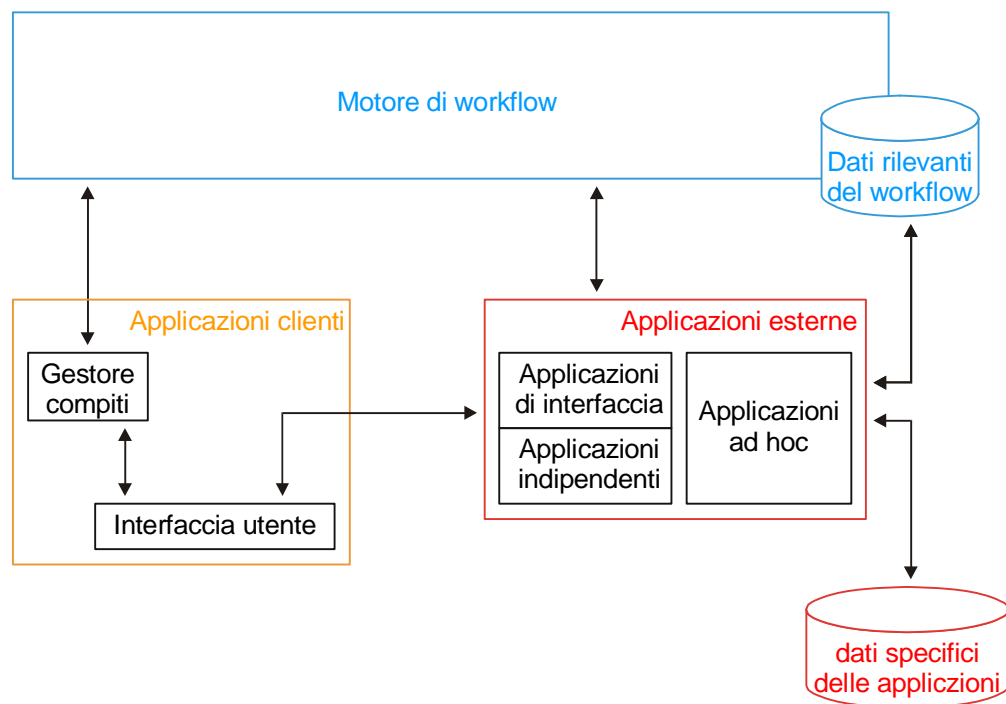 Motore di workflow
Dati rilevanti
del workflow
Applicazioni clienti
Gestore
compiti
Interfaccia utente
Applicazioni esterne
Applicazioni
di interfaccia
Applicazioni
indipendenti
Applicazioni
ad hoc
dati specifici
delle appliczioni